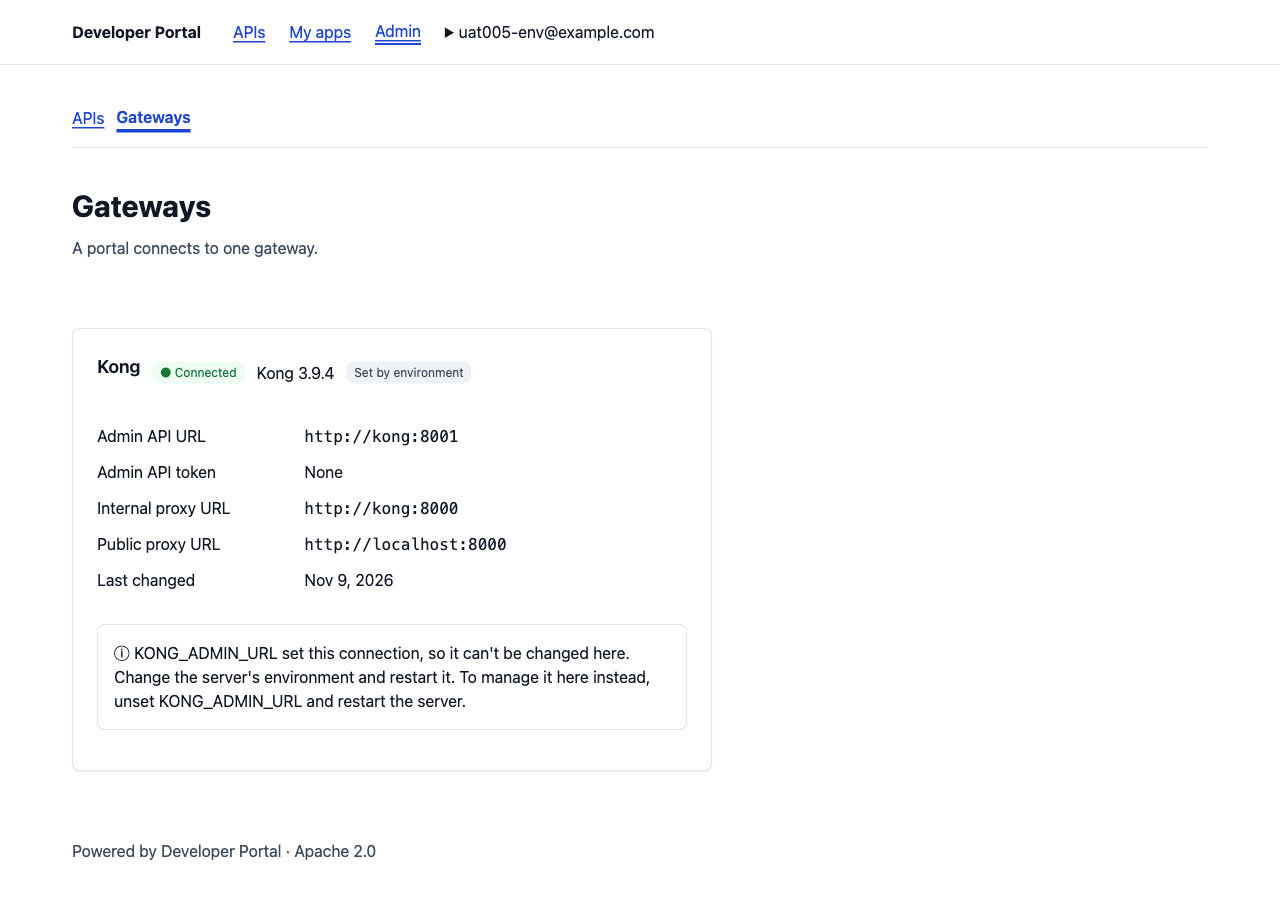 Developer Portal APIs My apps Admin ▶ uat005-env@example.com
APIs Gateways
Gateways
A portal connects to one gateway.
Kong Connected Kong 3.9.4 Set by environment
Admin API URL http://kong:8001
Admin API token None
Internal proxy URL http://kong:8000
Public proxy URL http://localhost:8000
Last changed Nov 9, 2026
ⓘ KONG_ADMIN_URL set this connection, so it can't be changed here.
Change the server's environment and restart it. To manage it here instead,
unset KONG_ADMIN_URL and restart the server.
Powered by Developer Portal · Apache 2.0